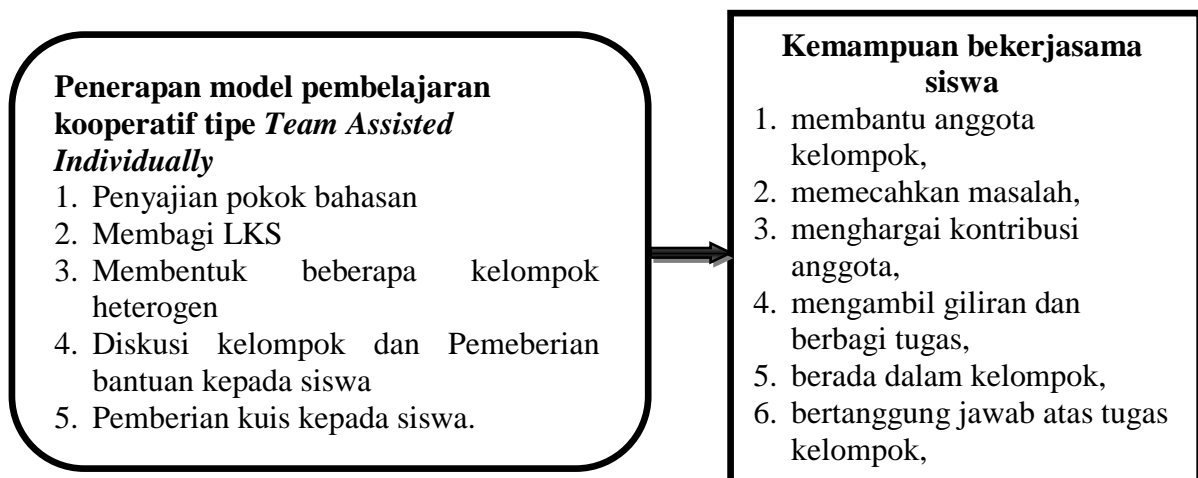 Penerapan model pembelajaran
kooperatif tipe Team Assisted
Individually
1. Penyajian pokok bahasan
2. Membagi LKS
3. Membentuk beberapa kelompok
heterogen
4. Diskusi kelompok dan Pemeberian
bantuan kepada siswa
5. Pemberian kuis kepada siswa.
Kemampuan bekerjasama
siswa
1. membantu anggota
kelompok,
2. memecahkan masalah,
3. menghargai kontribusi
anggota,
4. mengambil giliran dan
berbagi tugas,
5. berada dalam kelompok,
6. bertanggung jawab atas tugas
kelompok,